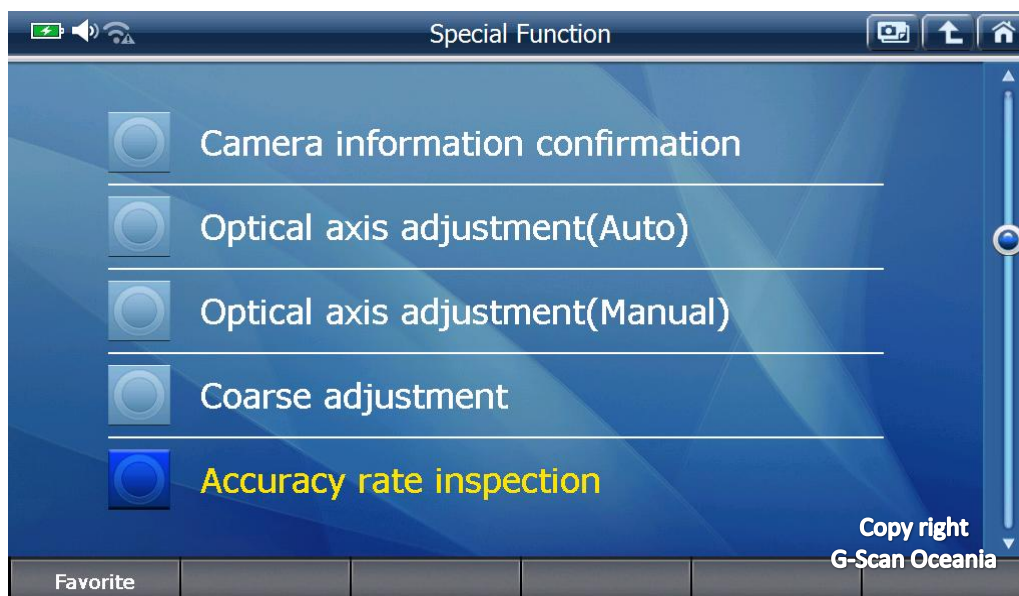 Special Function
Camera information confirmation
Optical axis adjustment(Auto)
Optical axis adjustment(Manual)
Coarse adjustment
Accuracy rate inspection
Copy right
G-Scan Oceania
Favorite